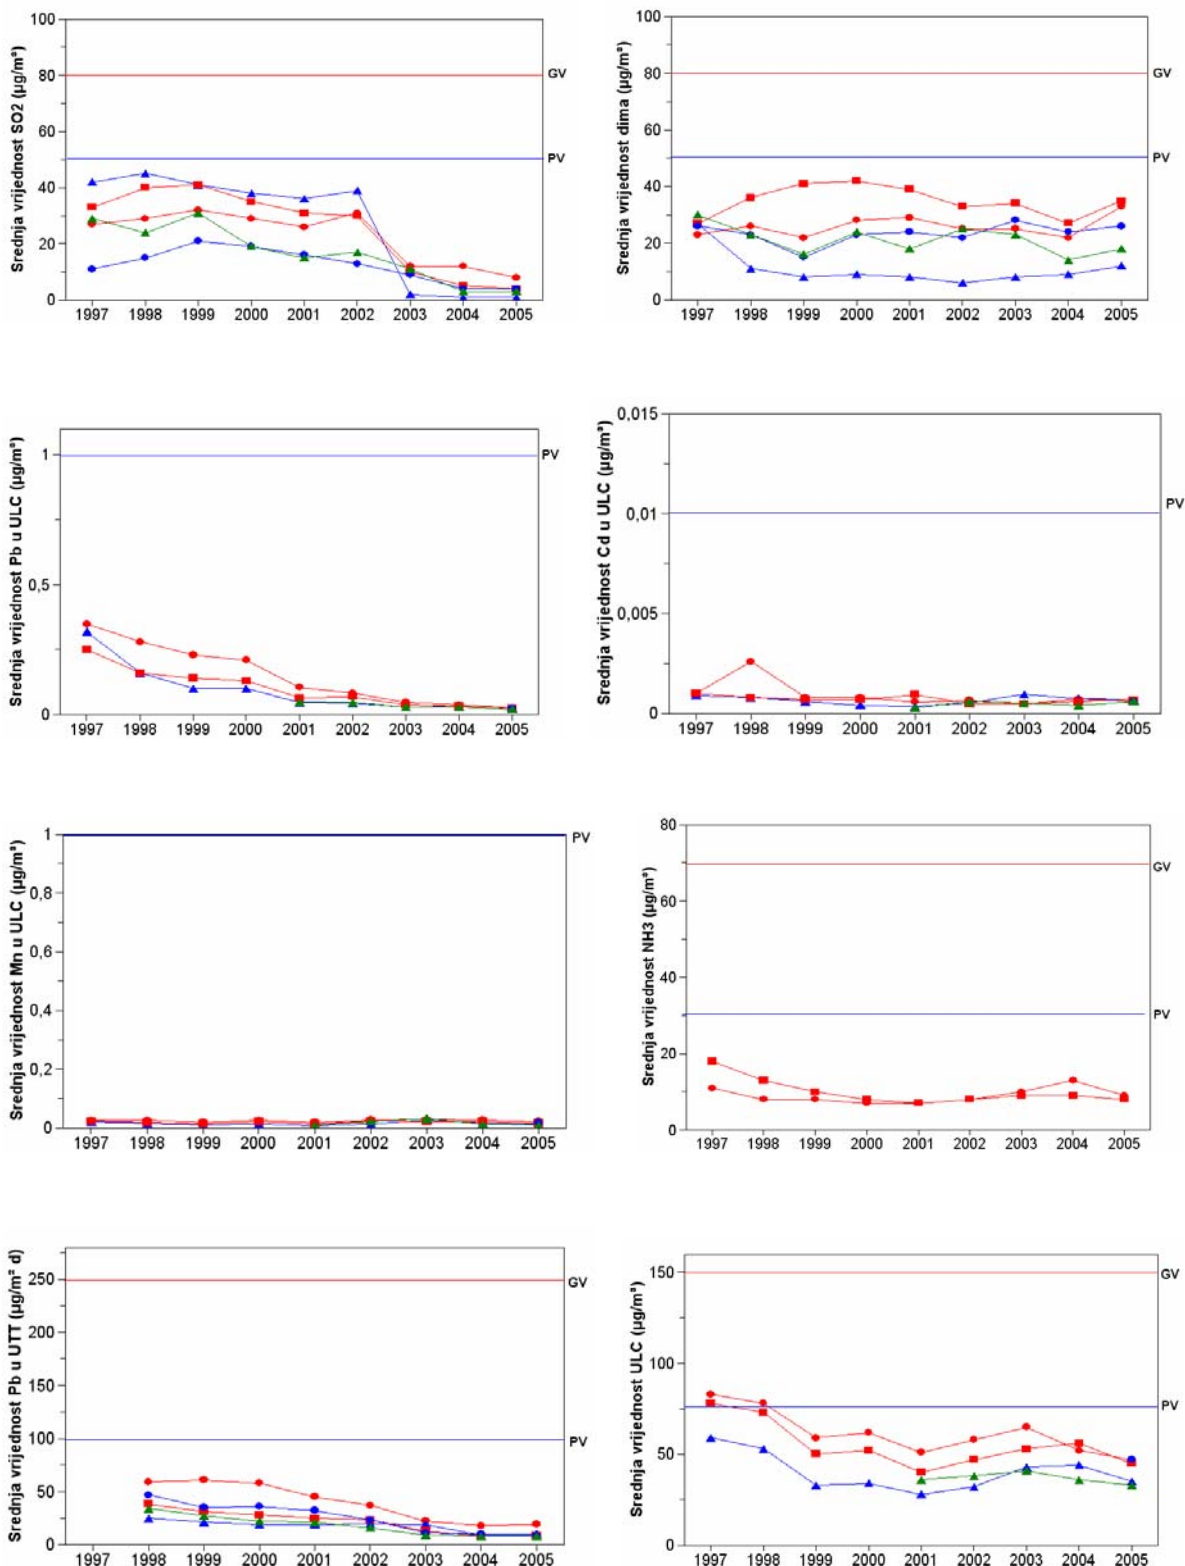 Srednja vrijednost SO2 (µg/m³)
100
80
60
40
20
0
GV
PV
1997 1998 1999 2000 2001 2002 2003 2004 2005
Srednja vrijednost dima (µg/m³)
100
80
60
40
20
0
GV
PV
1997 1998 1999 2000 2001 2002 2003 2004 2005
Srednja vrijednost Pb u ULC (µg/m³)
1
0,5
0
PV
1997 1998 1999 2000 2001 2002 2003 2004 2005
Srednja vrijednost Cd u ULC (µg/m³)
0,015
0,01
0,005
0
PV
1997 1998 1999 2000 2001 2002 2003 2004 2005
Srednja vrijednost Mn u ULC (µg/m³)
1
0,8
0,6
0,4
0,2
0
PV
1997 1998 1999 2000 2001 2002 2003 2004 2005
Srednja vrijednost NH3 (µg/m³)
80
60
40
20
0
GV
PV
1997 1998 1999 2000 2001 2002 2003 2004 2005
Srednja vrijednost Pb u UTT (µg/m² d)
250
200
150
100
50
0
GV
PV
1997 1998 1999 2000 2001 2002 2003 2004 2005
Srednja vrijednost ULC (µg/m³)
150
100
50
0
GV
PV
1997 1998 1999 2000 2001 2002 2003 2004 2005